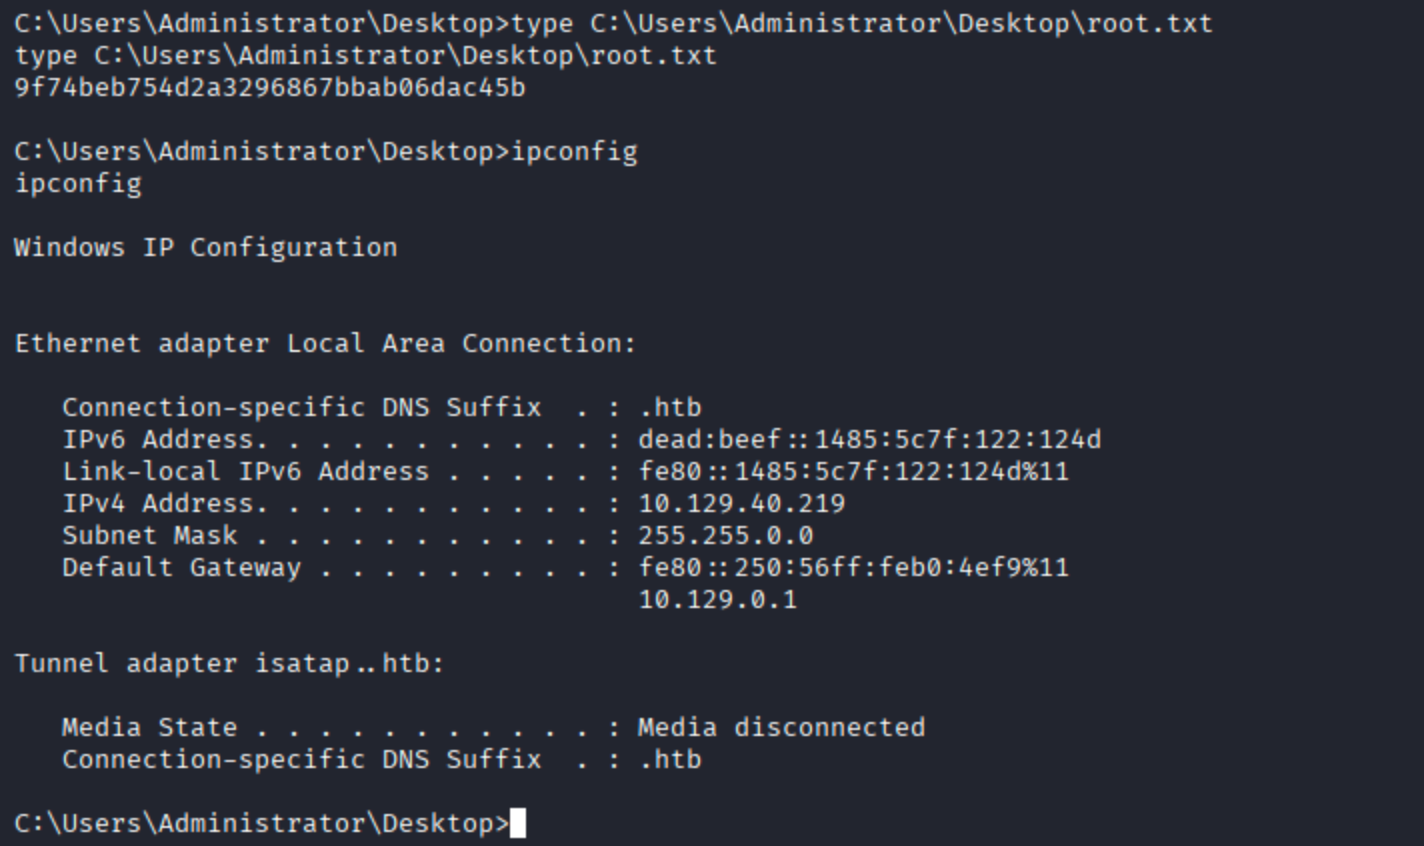 C:\Users\Administrator\Desktop>type C:\Users\Administrator\Desktop\root.txt
type C:\Users\Administrator\Desktop\root.txt
9f74beb754d2a3296867bbab06dac45b
C:\Users\Administrator\Desktop>ipconfig
ipconfig
Windows IP Configuration
Ethernet adapter Local Area Connection:
   Connection-specific DNS Suffix  . : .htb
   IPv6 Address. . . . . . . . . . . : dead:beef::1485:5c7f:122:124d
   Link-local IPv6 Address . . . . . : fe80::1485:5c7f:122:124d%11
   IPv4 Address. . . . . . . . . . . : 10.129.40.219
   Subnet Mask . . . . . . . . . . . : 255.255.0.0
   Default Gateway . . . . . . . . . : fe80::250:56ff:feb0:4ef9%11
                                       10.129.0.1
Tunnel adapter isatap..htb:
   Media State . . . . . . . . . . . : Media disconnected
   Connection-specific DNS Suffix  . : .htb
C:\Users\Administrator\Desktop>